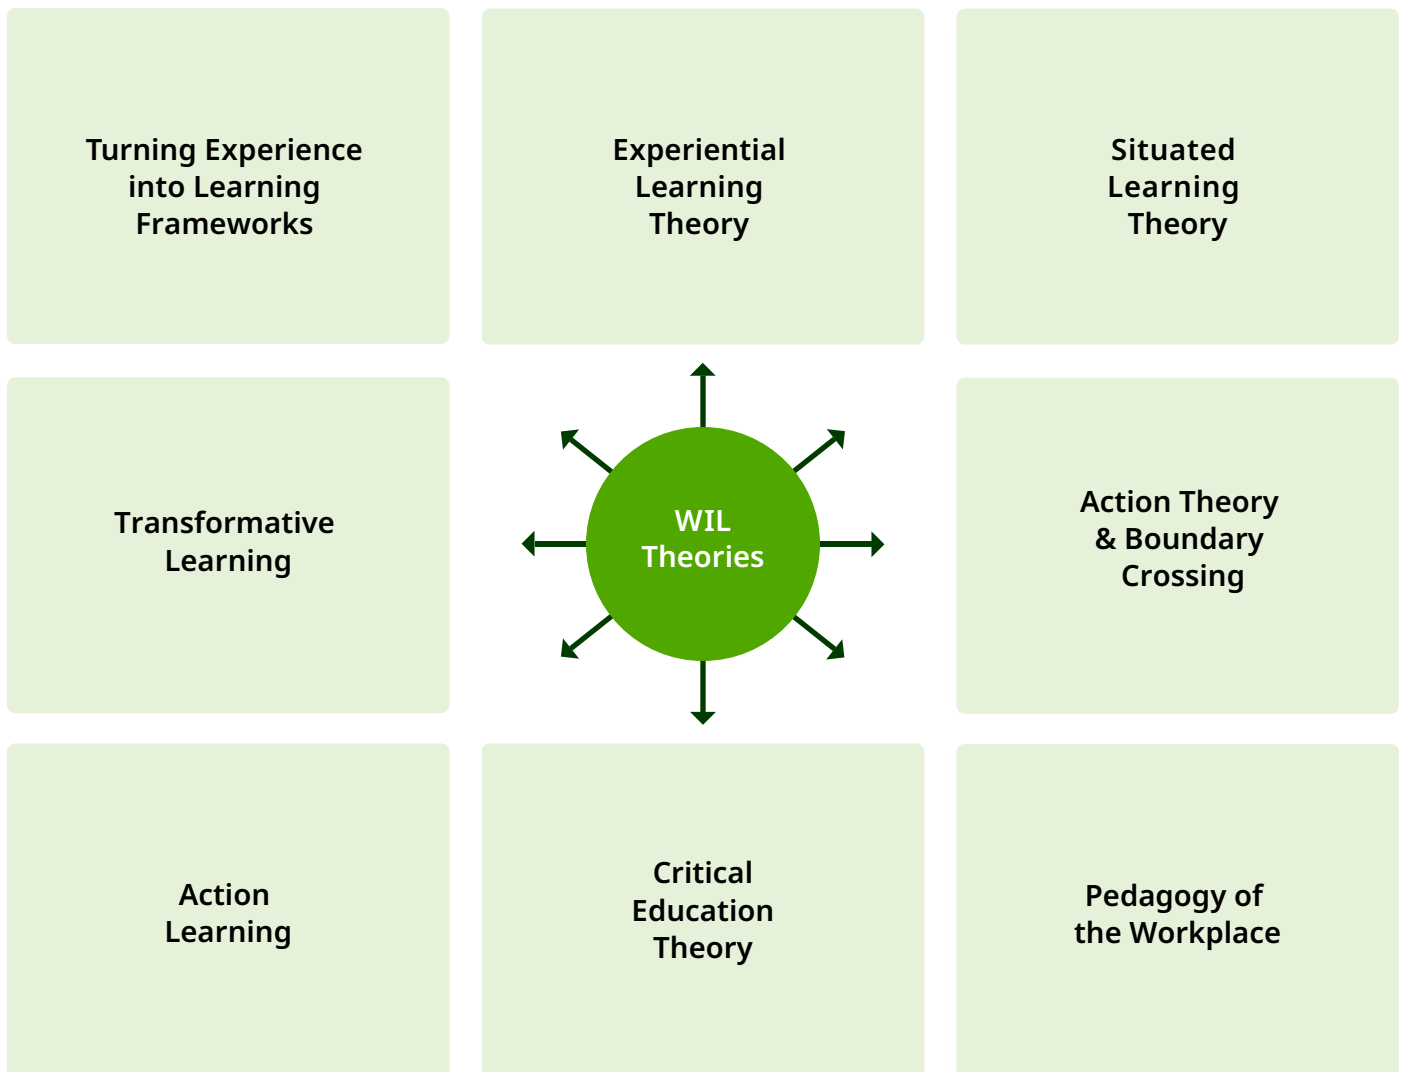 Turning Experience
into Learning
Frameworks
Experiential
Learning
Theory
Situated
Learning
Theory
Transformative
Learning
WIL
Theories
Action Theory
& Boundary
Crossing
Action
Learning
Critical
Education
Theory
Pedagogy of
the Workplace